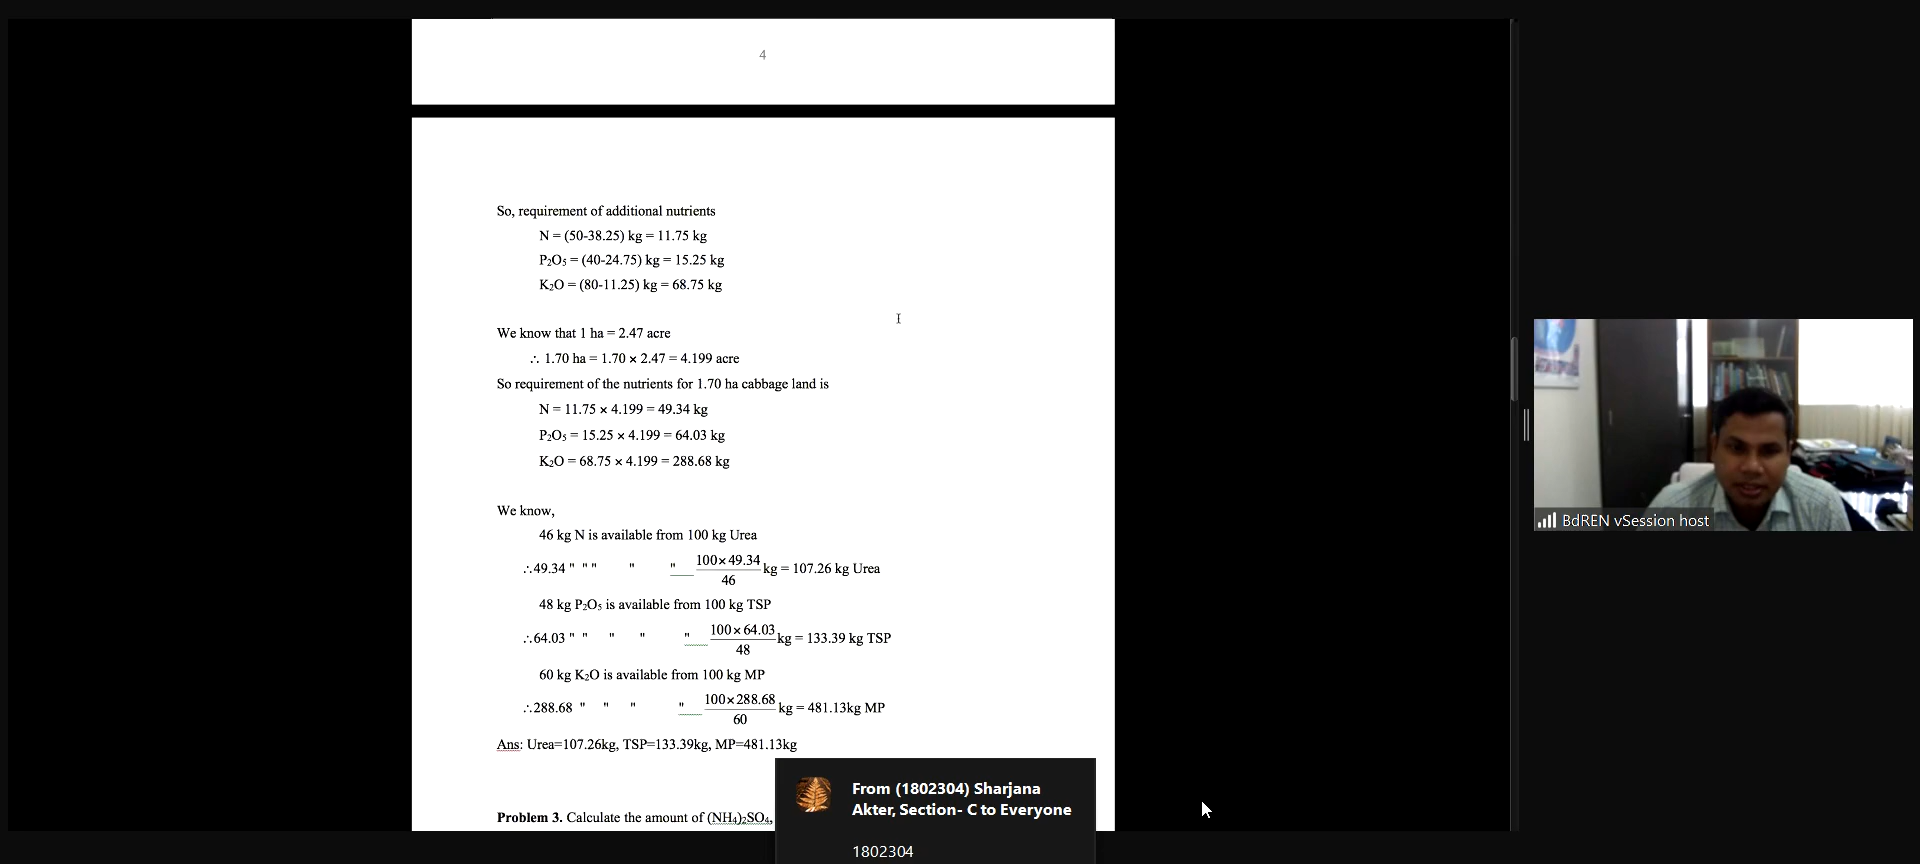 4
So, requirement of additional nutrients
N = (50-38.25) kg = 11.75 kg
P₂O₅ = (40-24.75) kg = 15.25 kg
K₂O = (80-11.25) kg = 68.75 kg
We know that 1 ha = 2.47 acre
∴ 1.70 ha = 1.70 × 2.47 = 4.199 acre
So requirement of the nutrients for 1.70 ha cabbage land is
N = 11.75 × 4.199 = 49.34 kg
P₂O₅ = 15.25 × 4.199 = 64.03 kg
K₂O = 68.75 × 4.199 = 288.68 kg
We know,
46 kg N is available from 100 kg Urea
∴49.34 " " " " " 100×49.34/46 kg = 107.26 kg Urea
48 kg P₂O₅ is available from 100 kg TSP
∴64.03 " " " " " 100×64.03/48 kg = 133.39 kg TSP
60 kg K₂O is available from 100 kg MP
∴288.68 " " " " 100×288.68/60 kg = 481.13kg MP
Ans: Urea=107.26kg, TSP=133.39kg, MP=481.13kg
Problem 3. Calculate the amount of (NH₄)₂SO₄,
From (1802304) Sharjana
Akter, Section- C to Everyone
1802304
BdREN vSession host